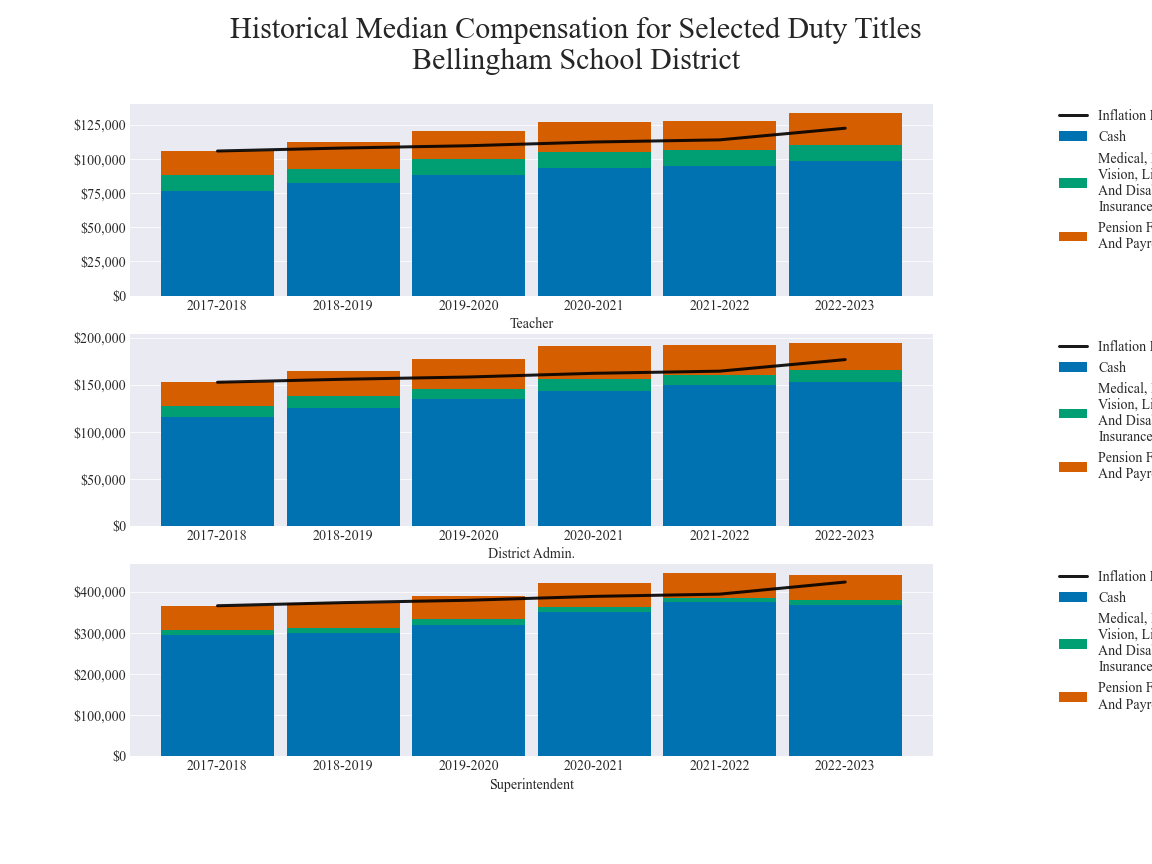 Historical Median Compensation for Selected Duty Titles
Bellingham School District
$125,000
$100,000
$75,000
$50,000
$25,000
$0
2017-2018 2018-2019 2019-2020 2020-2021 2021-2022 2022-2023
Teacher
Inflation
Cash
Medical,
Vision,
And
Insurance
Pension
And
$200,000
$150,000
$100,000
$50,000
$0
2017-2018 2018-2019 2019-2020 2020-2021 2021-2022 2022-2023
District Admin.
Inflation
Cash
Medical,
Vision,
And
Insurance
Pension
And
$400,000
$300,000
$200,000
$100,000
$0
2017-2018 2018-2019 2019-2020 2020-2021 2021-2022 2022-2023
Superintendent
Inflation
Cash
Medical,
Vision,
And
Insurance
Pension
And